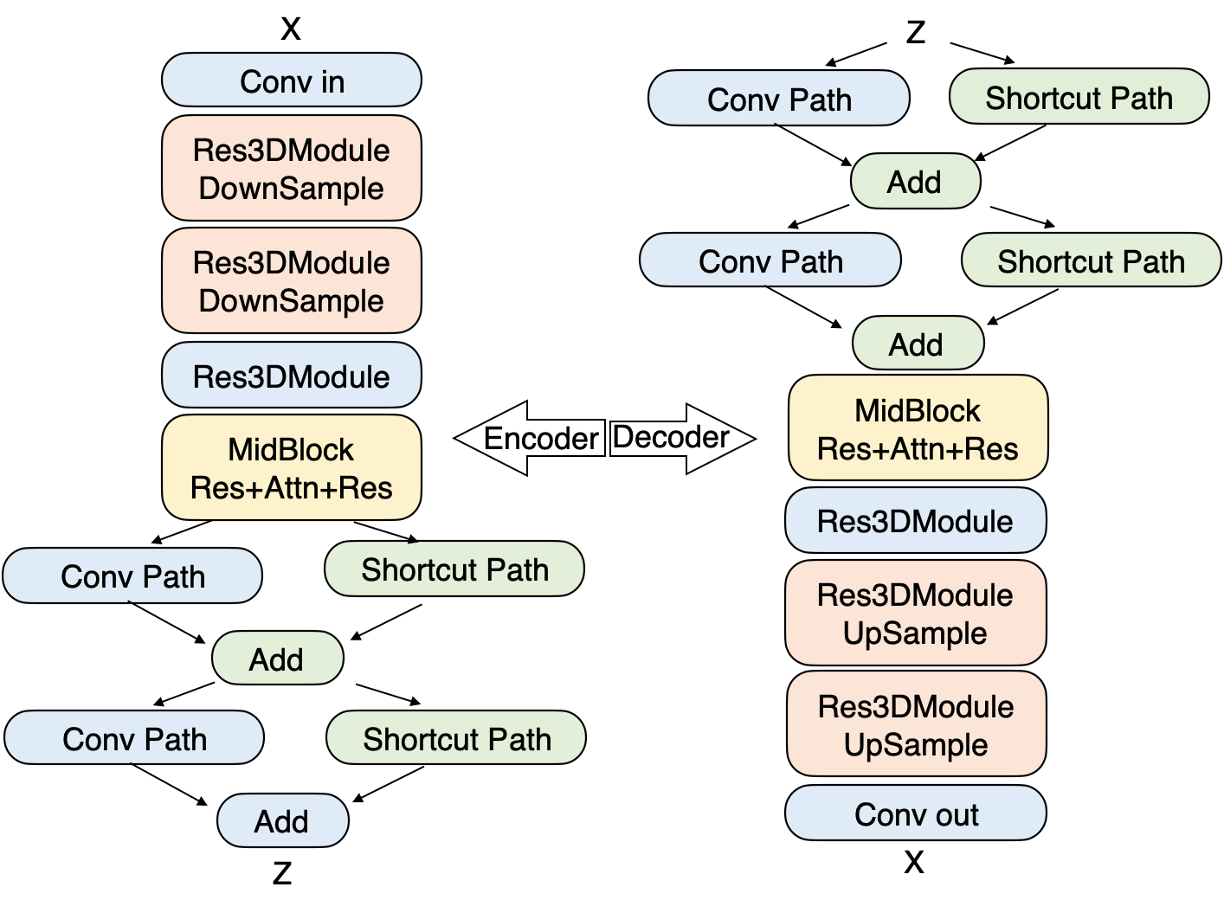 X
Conv in
Res3DModule
DownSample
Res3DModule
DownSample
Res3DModule
MidBlock
Res+Attn+Res
Conv Path
Shortcut Path
Add
Conv Path
Shortcut Path
Add
Z
Encoder
Decoder
Z
Conv Path
Shortcut Path
Add
Conv Path
Shortcut Path
Add
MidBlock
Res+Attn+Res
Res3DModule
Res3DModule
UpSample
Res3DModule
UpSample
Conv out
X